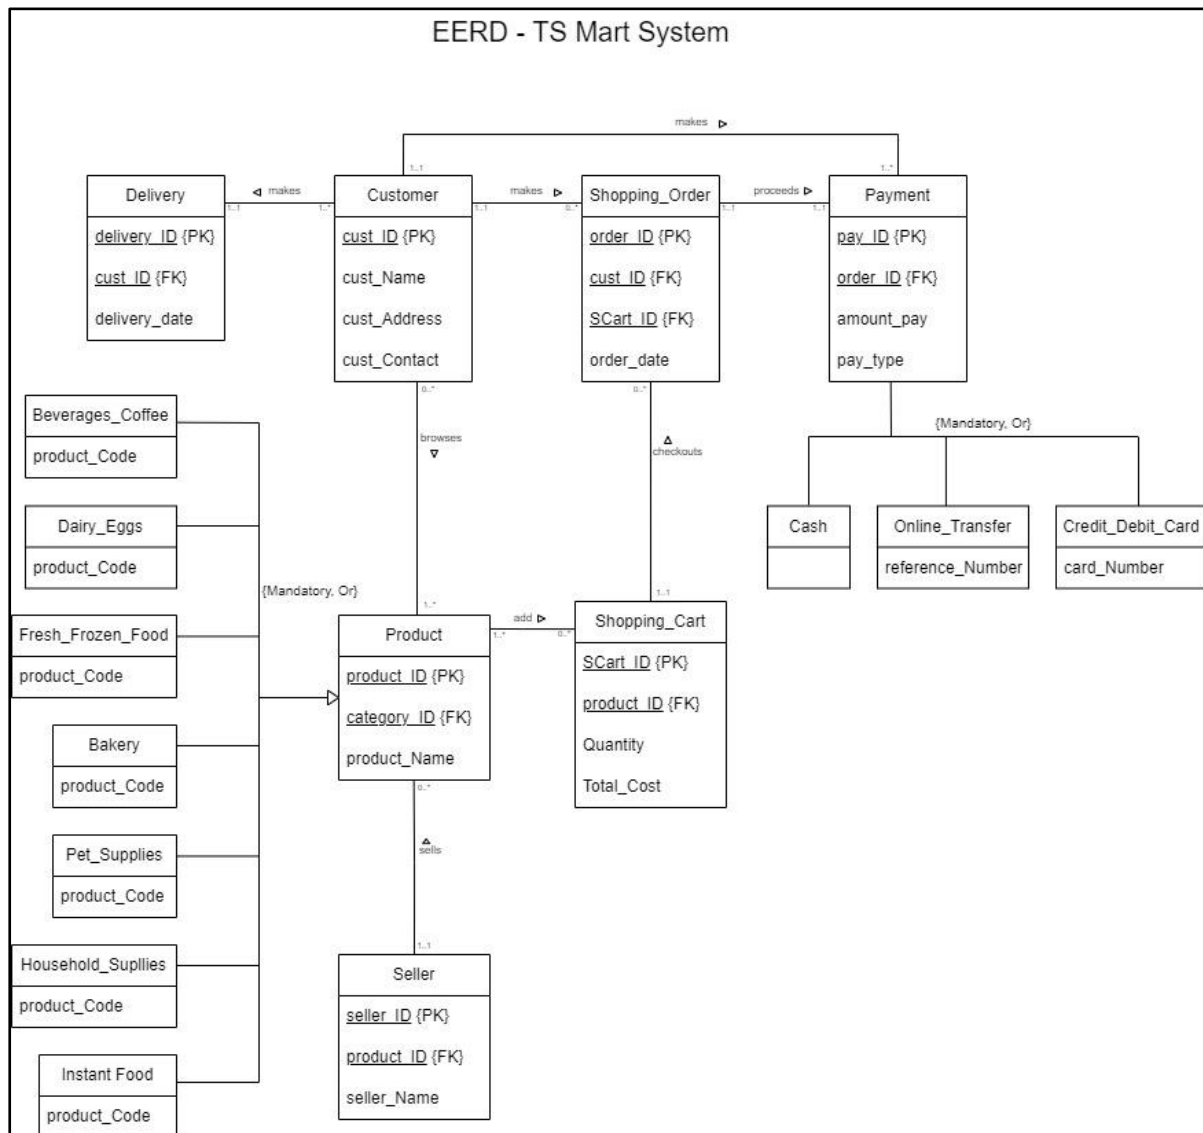 EERD - TS Mart System
makes
1..1
1..*
Delivery
delivery_ID {PK}
cust_ID {FK}
delivery_date
makes
1..1
1..*
Customer
cust_ID {PK}
cust_Name
cust_Address
cust_Contact
makes
1..1
0..*
Shopping_Order
order_ID {PK}
cust_ID {FK}
SCart_ID {FK}
order_date
proceeds
1..1
1..1
Payment
pay_ID {PK}
order_ID {FK}
amount_pay
pay_type
0..*
browses
1..*
0..*
checkouts
1..1
{Mandatory, Or}
Cash
Online_Transfer
reference_Number
Credit_Debit_Card
card_Number
Beverages_Coffee
product_Code
Dairy_Eggs
product_Code
{Mandatory, Or}
Fresh_Frozen_Food
product_Code
Bakery
product_Code
Pet_Supplies
product_Code
Household_Supllies
product_Code
Instant Food
product_Code
Product
product_ID {PK}
category_ID {FK}
product_Name
add
1..*
0..*
Shopping_Cart
SCart_ID {PK}
product_ID {FK}
Quantity
Total_Cost
0..*
sells
1..1
Seller
seller_ID {PK}
product_ID {FK}
seller_Name